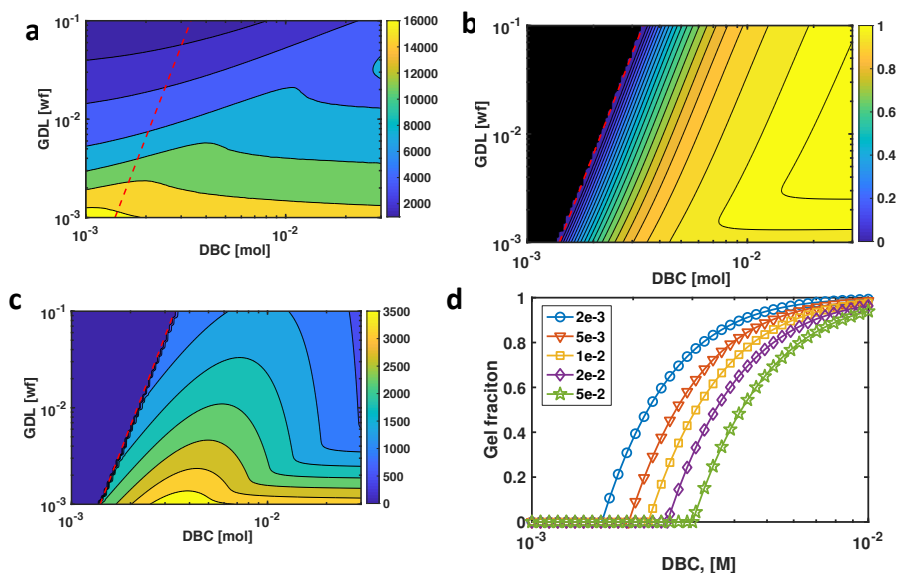 a
10^-1
10^-2
10^-3
GDL [wf]
10^-3
10^-2
DBC [mol]
16000
14000
12000
10000
8000
6000
4000
2000
b
10^-1
10^-2
10^-3
GDL [wf]
10^-3
10^-2
DBC [mol]
1
0.8
0.6
0.4
0.2
0
c
10^-1
10^-2
10^-3
GDL [wf]
10^-3
10^-2
DBC [mol]
3500
3000
2500
2000
1500
1000
500
0
d
1
0.8
0.6
0.4
0.2
0
Gel fraciton
2e-3
5e-3
1e-2
2e-2
5e-2
10^-3
10^-2
DBC, [M]